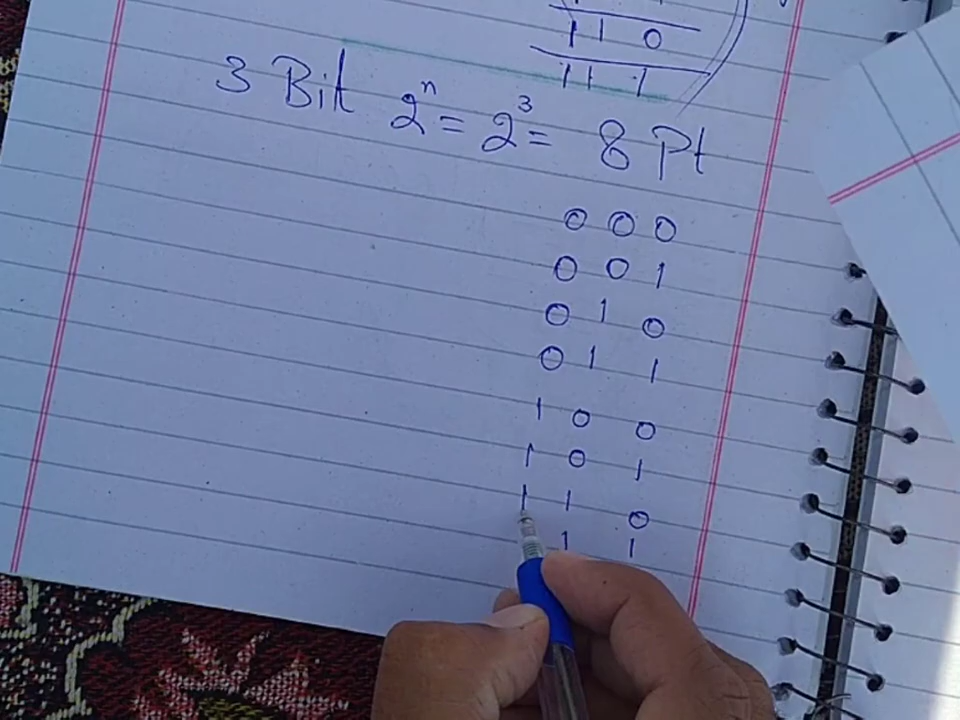 1 1 0
1 1 1
3 Bit 2ⁿ = 2³ = 8 Pt
0 0 0
0 0 1
0 1 0
0 1 1
1 0 0
1 0 1
1 1 0
1 1